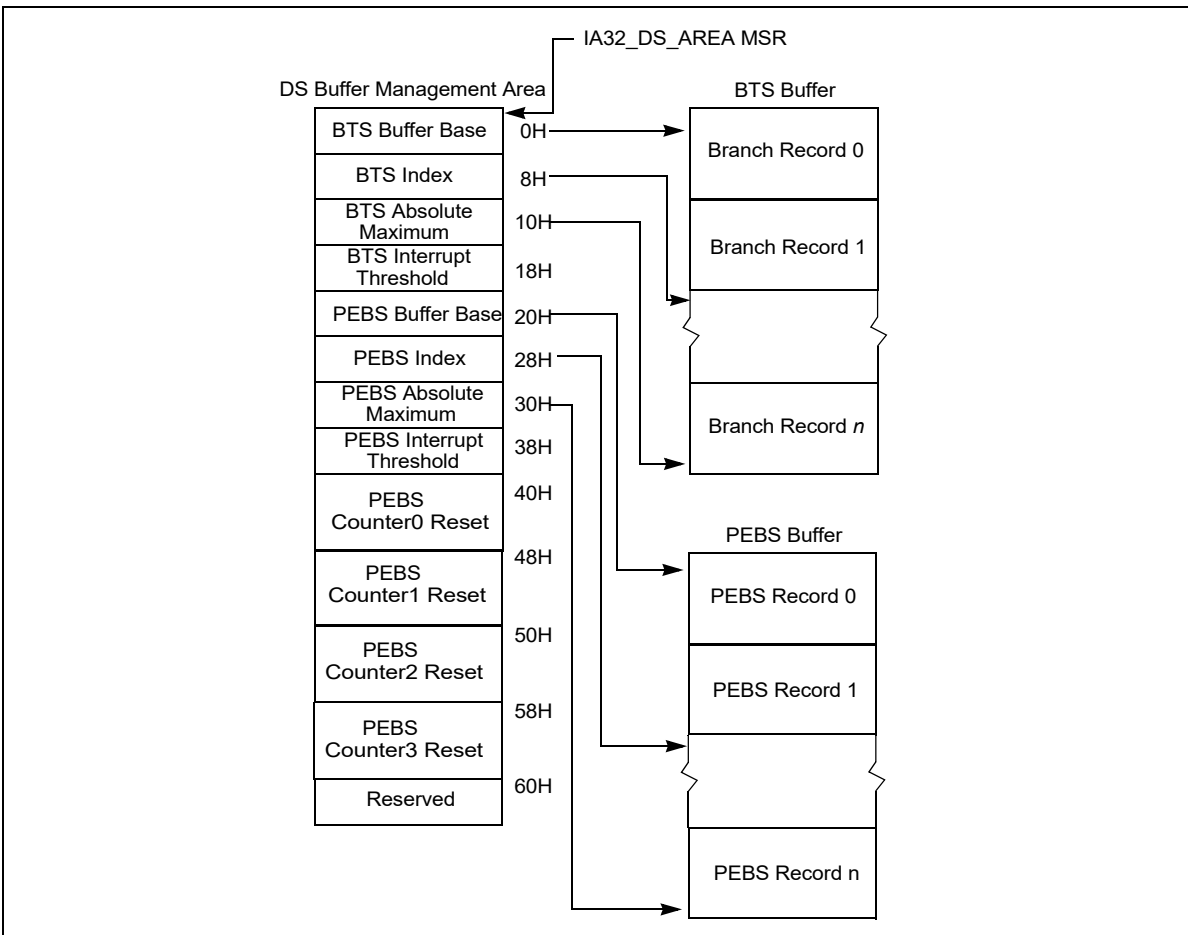 IA32_DS_AREA MSR
DS Buffer Management Area
BTS Buffer Base
0H
BTS Index
8H
BTS Absolute
Maximum
10H
BTS Interrupt
Threshold
18H
PEBS Buffer Base
20H
PEBS Index
28H
PEBS Absolute
Maximum
30H
PEBS Interrupt
Threshold
38H
PEBS
Counter0 Reset
40H
PEBS
Counter1 Reset
48H
PEBS
Counter2 Reset
50H
PEBS
Counter3 Reset
58H
Reserved
60H
BTS Buffer
Branch Record 0
Branch Record 1
Branch Record n
PEBS Buffer
PEBS Record 0
PEBS Record 1
PEBS Record n